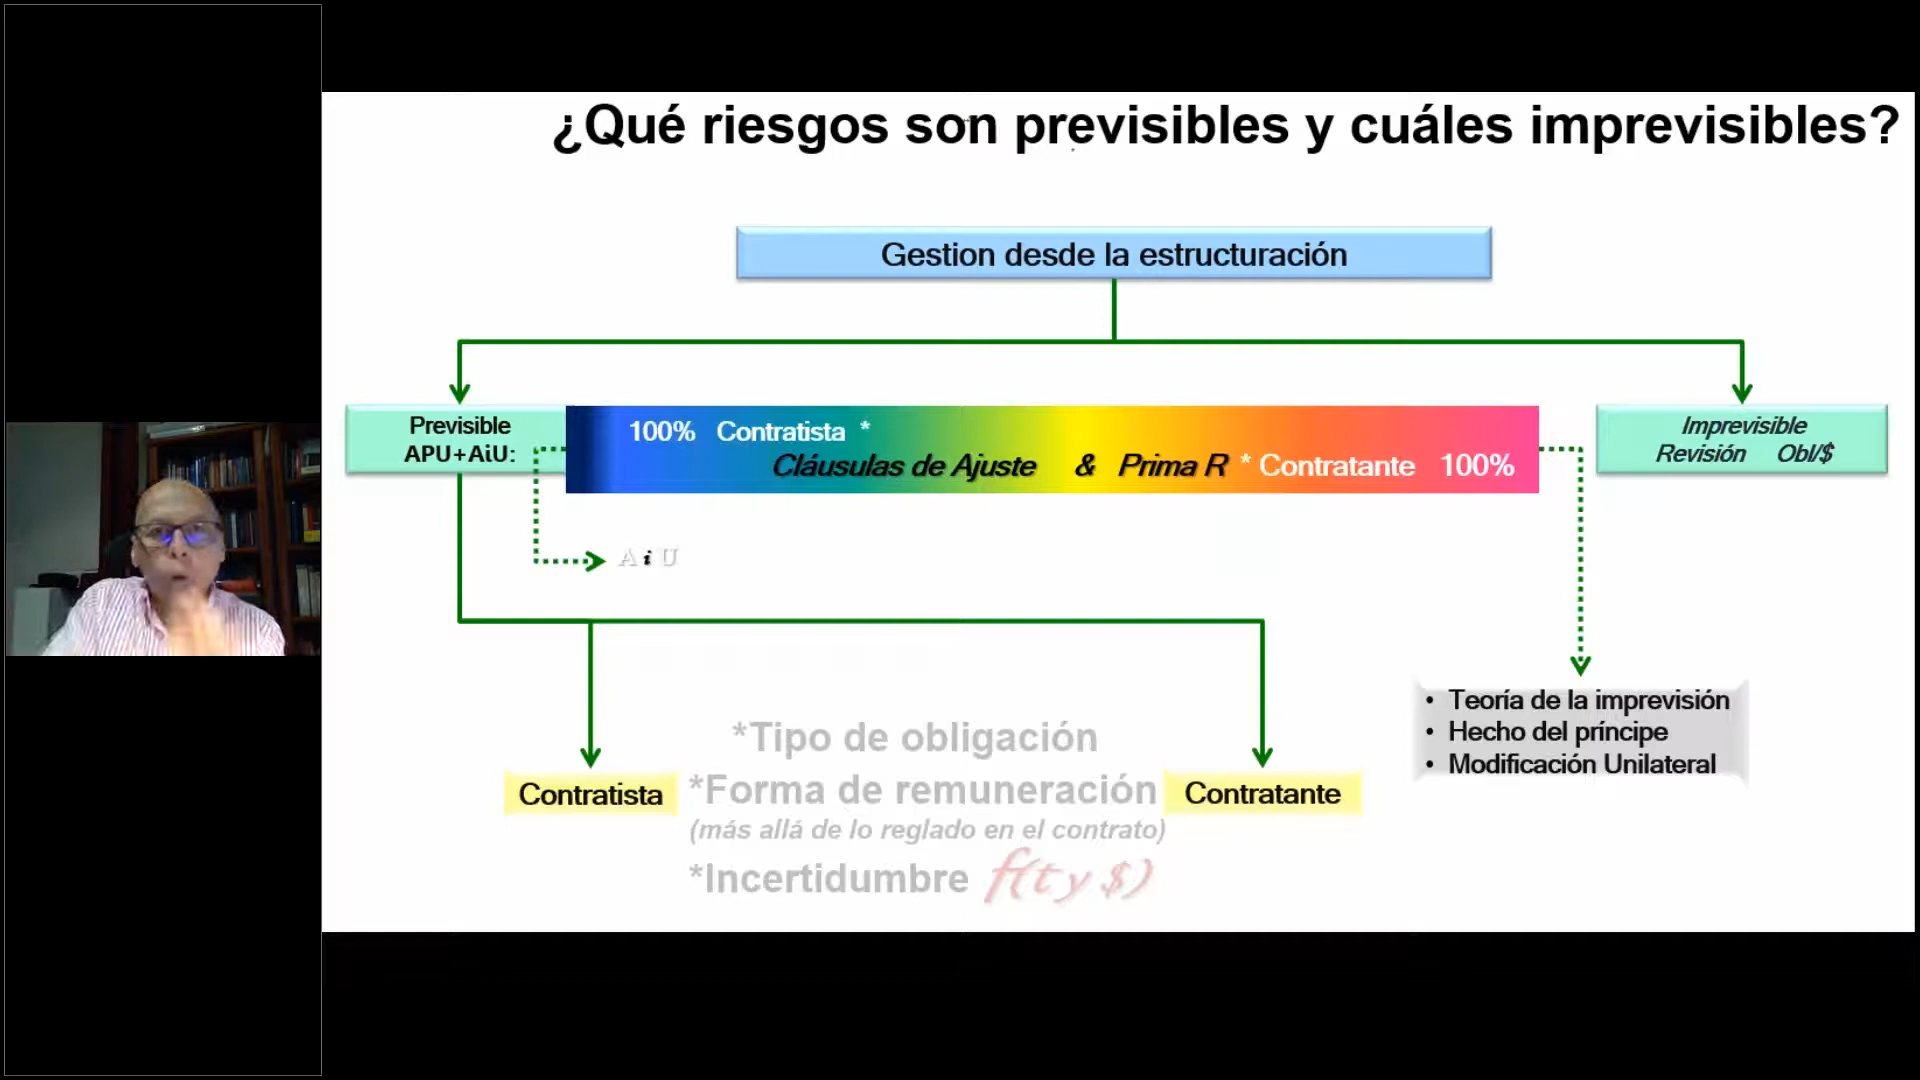 ¿Qué riesgos son previsibles y cuáles imprevisibles?
Gestion desde la estructuración
Previsible
APU+AiU:
100% Contratista *
Cláusulas de Ajuste & Prima R * Contratante 100%
Imprevisible
Revisión Obl/$
A i U
• Teoría de la imprevisión
• Hecho del príncipe
• Modificación Unilateral
Contratista
*Tipo de obligación
*Forma de remuneración
(más allá de lo reglado en el contrato)
*Incertidumbre f(t y $)
Contratante